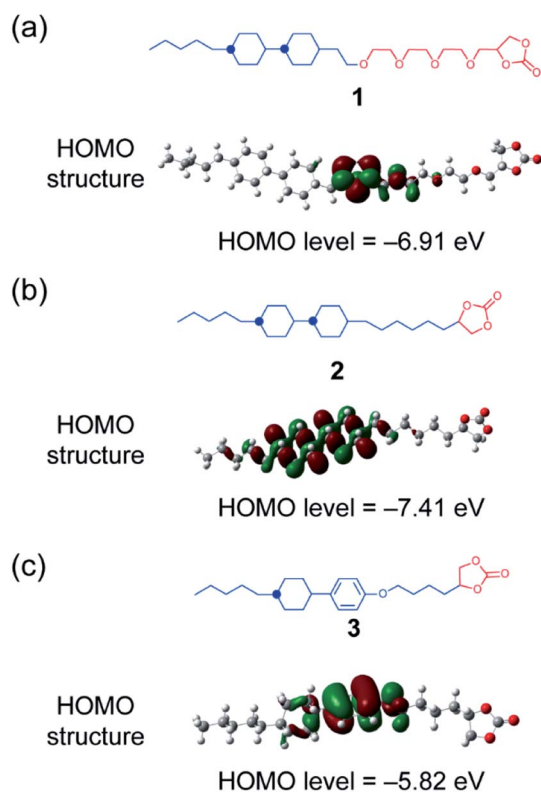 (a)
O
O
O
O
O
O
O
1
HOMO
structure
HOMO level = –6.91 eV
(b)
O
O
O
2
HOMO
structure
HOMO level = –7.41 eV
(c)
O
O
O
O
3
HOMO
structure
HOMO level = –5.82 eV